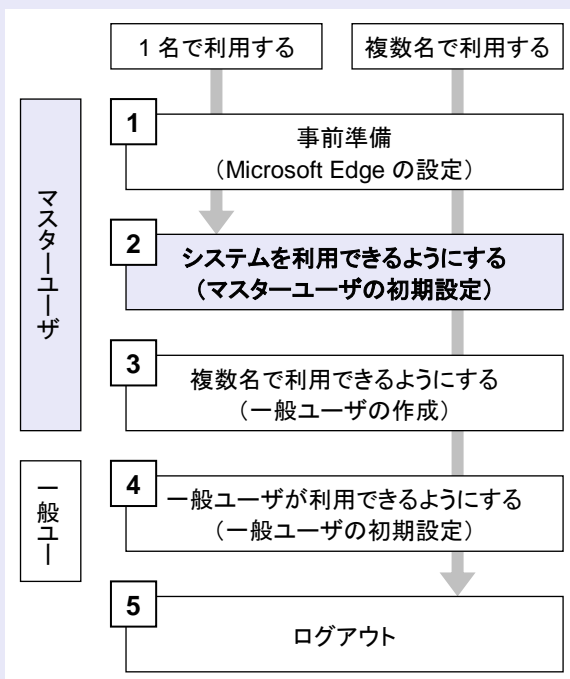 1 名で利用する
複数名で利用する
マスターユーザ
1
事前準備
（Microsoft Edge の設定）
2
システムを利用できるようにする
（マスターユーザの初期設定）
3
複数名で利用できるようにする
（一般ユーザの作成）
一般ユー
4
一般ユーザが利用できるようにする
（一般ユーザの初期設定）
5
ログアウト